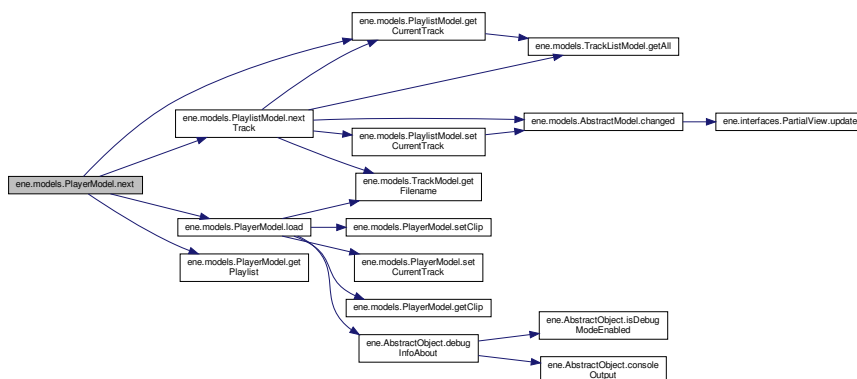 ene.models.PlaylistModel.get
CurrentTrack
ene.models.TrackListModel.getAll
ene.models.PlaylistModel.next
Track
ene.models.AbstractModel.changed
ene.interfaces.PartialView.update
ene.models.PlaylistModel.set
CurrentTrack
ene.models.PlayerModel.next
ene.models.TrackModel.get
Filename
ene.models.PlayerModel.load
ene.models.PlayerModel.setClip
ene.models.PlayerModel.get
Playlist
ene.models.PlayerModel.set
CurrentTrack
ene.models.PlayerModel.getClip
ene.AbstractObject.isDebug
ModeEnabled
ene.AbstractObject.debug
InfoAbout
ene.AbstractObject.console
Output